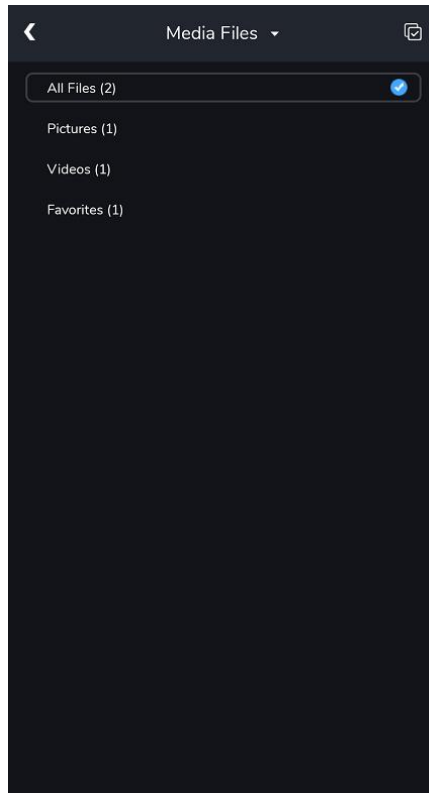 Media Files
All Files (2)
Pictures (1)
Videos (1)
Favorites (1)